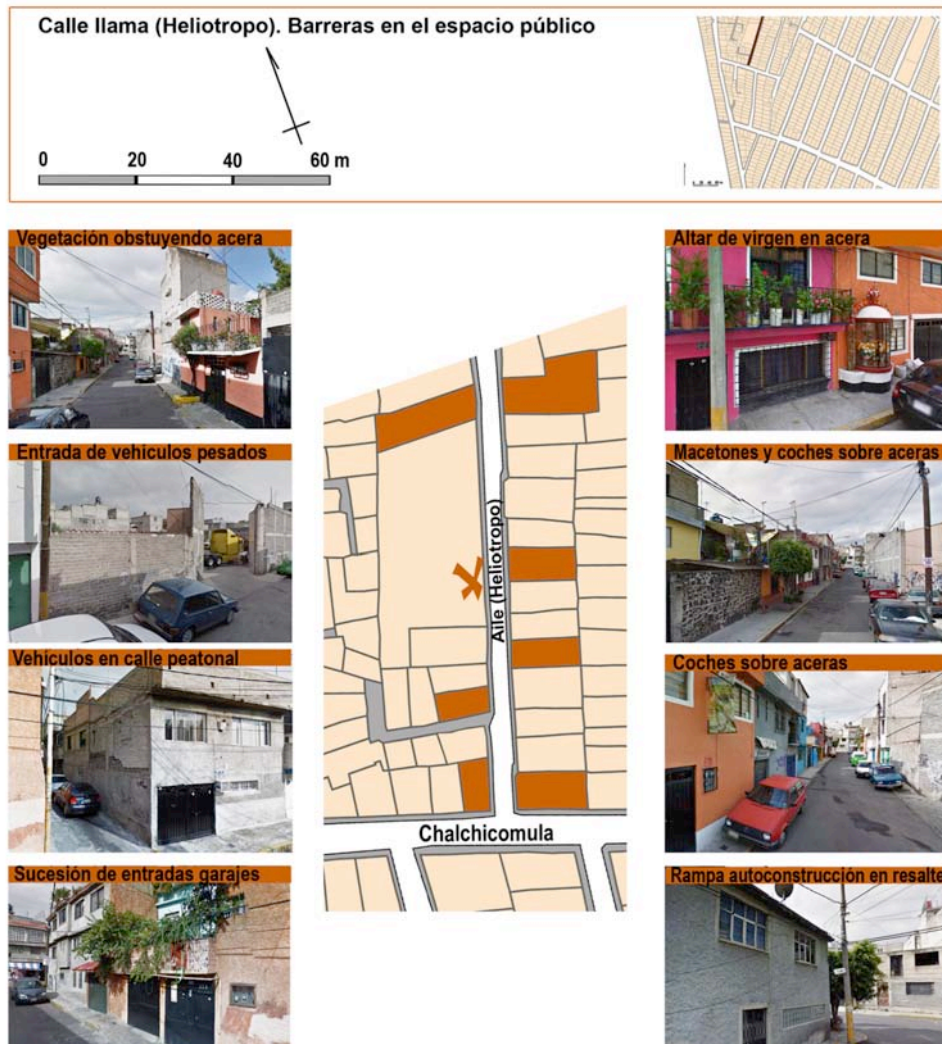 Calle llama (Heliotropo). Barreras en el espacio público
0 20 40 60 m
Vegetación obstuyendo acera
Altar de virgen en acera
Entrada de vehiculos pesados
Macetones y coches sobre aceras
Vehículos en calle peatonal
Coches sobre aceras
Sucesión de entradas garajes
Rampa autoconstrucción en resalte
Aile (Heliotropo)
Chalchicomula